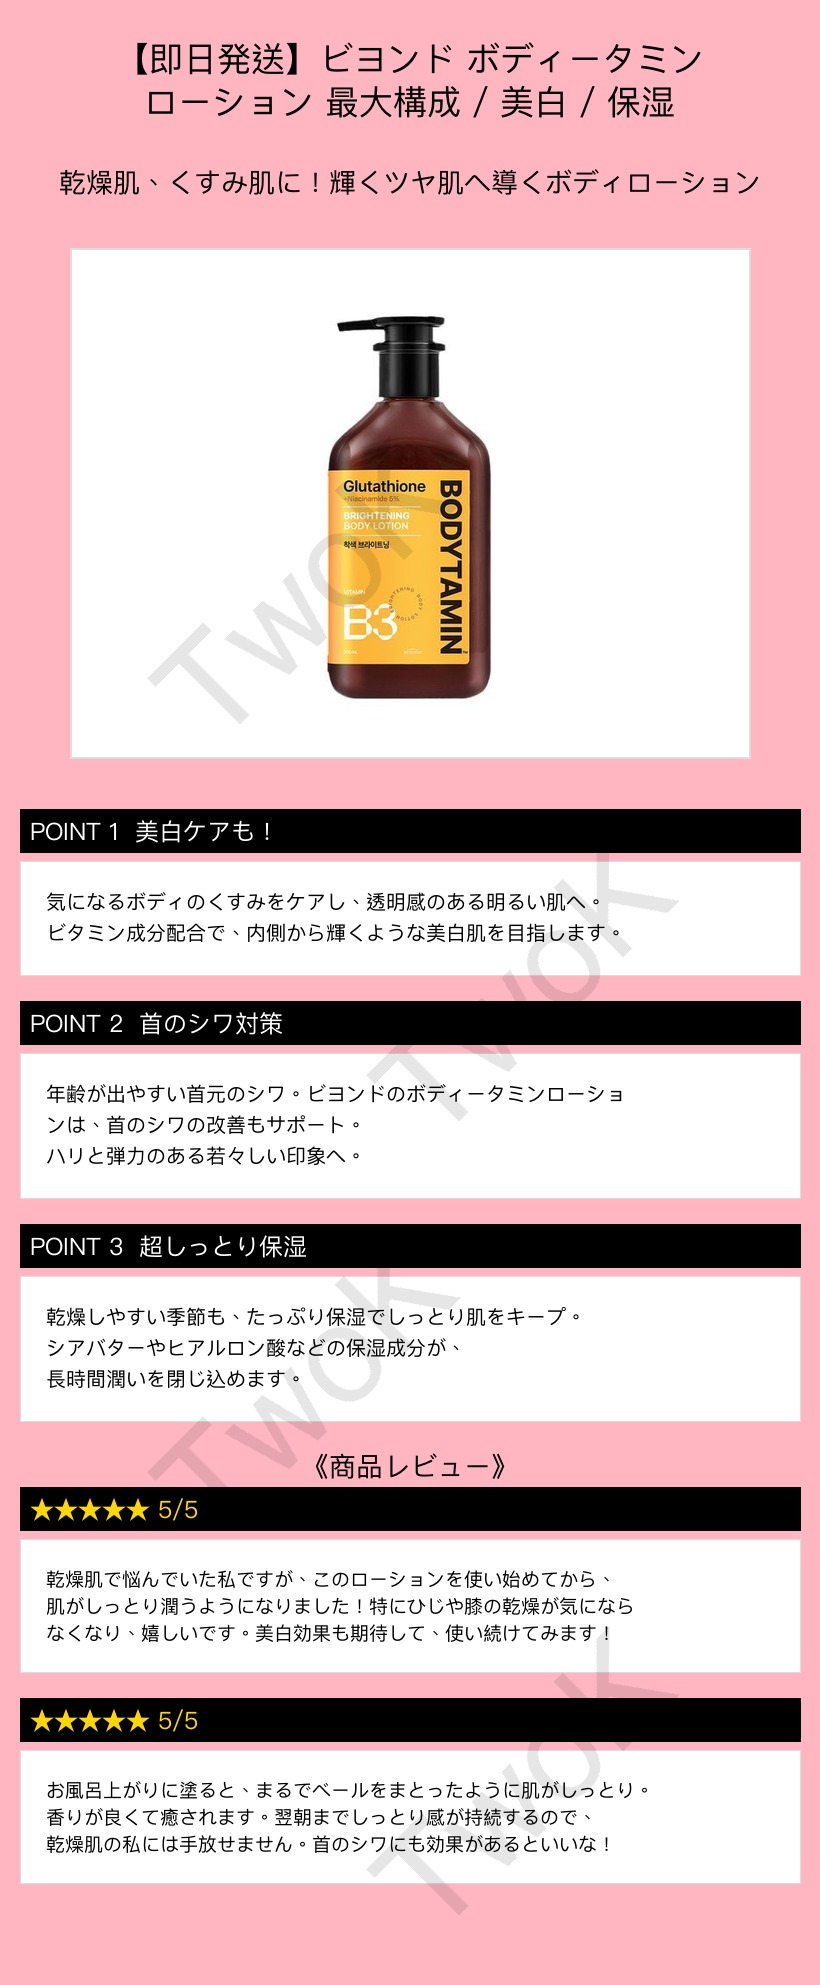 【即日発送】ビヨンド ボディータミン
ローション 最大構成 / 美白 / 保湿
乾燥肌、くすみ肌に！輝くツヤ肌へ導くボディローション
Glutathione
+Niacinamide 5%
BRIGHTENING
BODY LOTION
착색 브라이트닝
BODYTAMIN
VITAMIN
B3
TwoK
POINT 1 美白ケアも！
気になるボディのくすみをケアし、透明感のある明るい肌へ。
ビタミン成分配合で、内側から輝くような美白肌を目指します。
TwoK
POINT 2 首のシワ対策
年齢が出やすい首元のシワ。ビヨンドのボディータミンローショ
ンは、首のシワの改善もサポート。
ハリと弾力のある若々しい印象へ。
POINT 3 超しっとり保湿
乾燥しやすい季節も、たっぷり保湿でしっとり肌をキープ。
シアバターやヒアルロン酸などの保湿成分が、
長時間潤いを閉じ込めます。
TwoK
《商品レビュー》
★★★★★ 5/5
乾燥肌で悩んでいた私ですが、このローションを使い始めてから、
肌がしっとり潤うようになりました！特にひじや膝の乾燥が気になら
なくなり、嬉しいです。美白効果も期待して、使い続けてみます！
★★★★★ 5/5
お風呂上がりに塗ると、まるでベールをまとったように肌がしっとり。
香りが良くて癒されます。翌朝までしっとり感が持続するので、
乾燥肌の私には手放せません。首のシワにも効果があるといいな！
TwoK